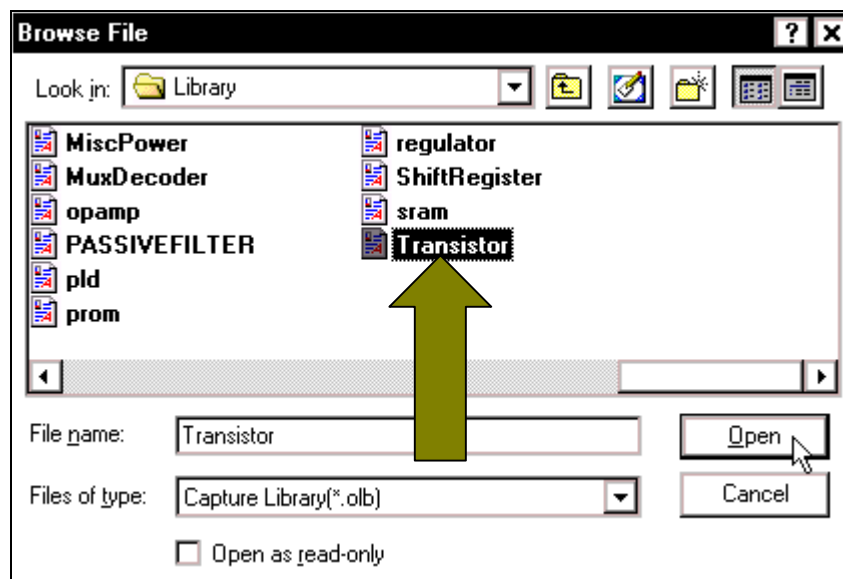 Browse File
Look in: Library
MiscPower
MuxDecoder
opamp
PASSIVEFILTER
pld
prom
regulator
ShiftRegister
sram
Transistor
File name: Transistor Open
Files of type: Capture Library(*.olb) Cancel
Open as read-only